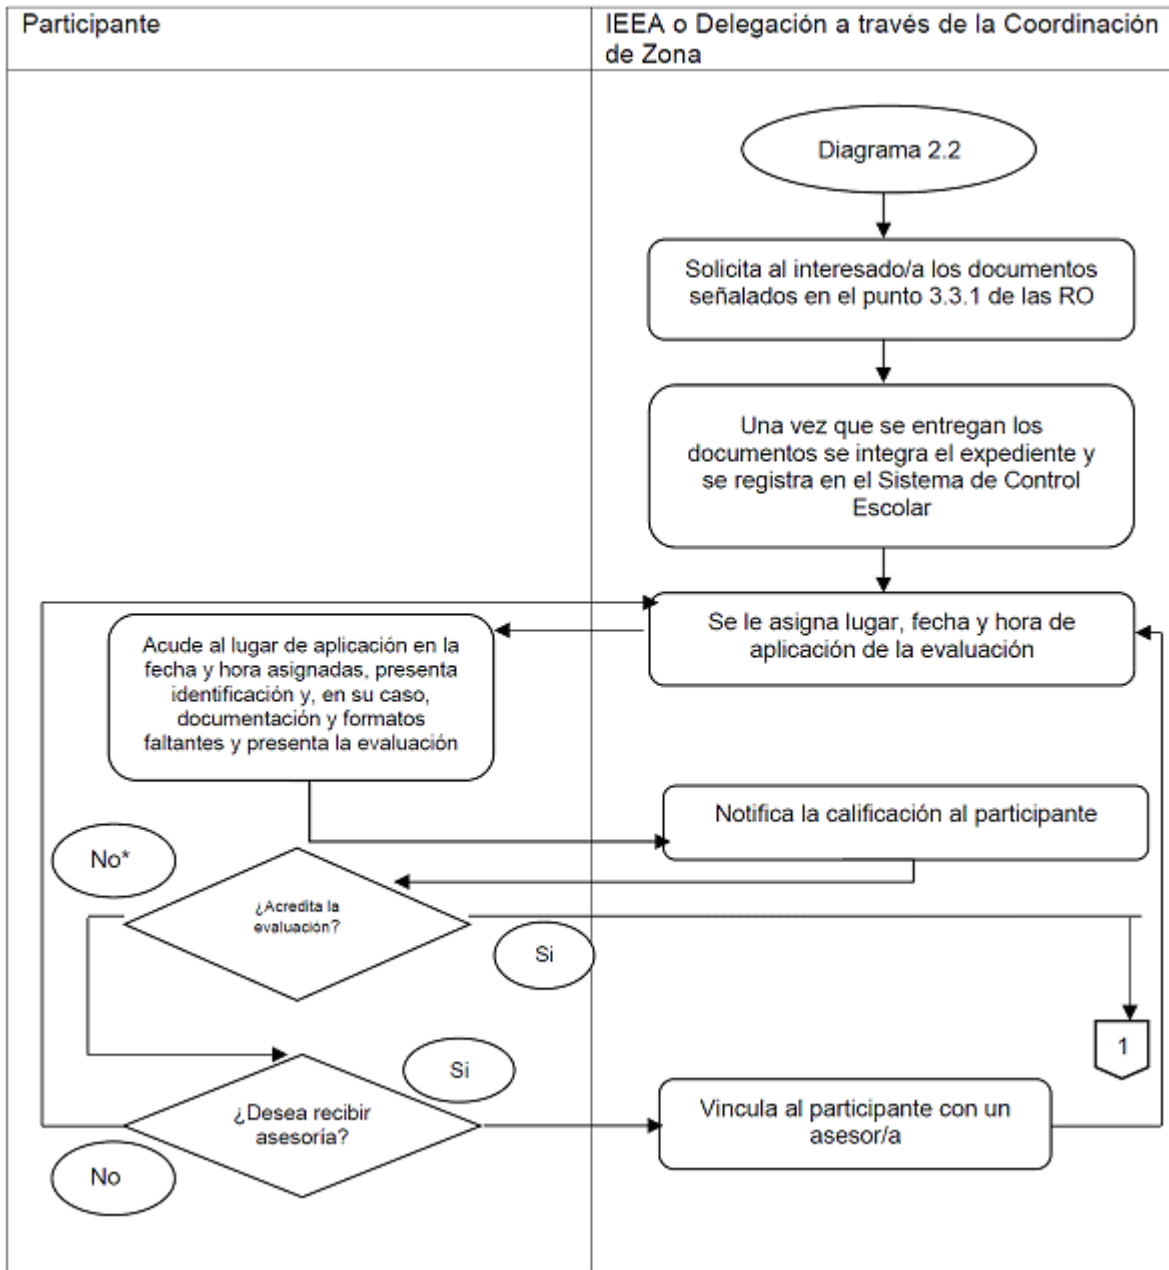 Participante
IEEA o Delegación a través de la Coordinación
de Zona
Diagrama 2.2
Solicita al interesado/a los documentos
señalados en el punto 3.3.1 de las RO
Una vez que se entregan los
documentos se integra el expediente y
se registra en el Sistema de Control
Escolar
Se le asigna lugar, fecha y hora de
aplicación de la evaluación
Acude al lugar de aplicación en la
fecha y hora asignadas, presenta
identificación y, en su caso,
documentación y formatos
faltantes y presenta la evaluación
Notifica la calificación al participante
No*
¿Acredita la
evaluación?
Si
1
Si
¿Desea recibir
asesoría?
Vincula al participante con un
asesor/a
No